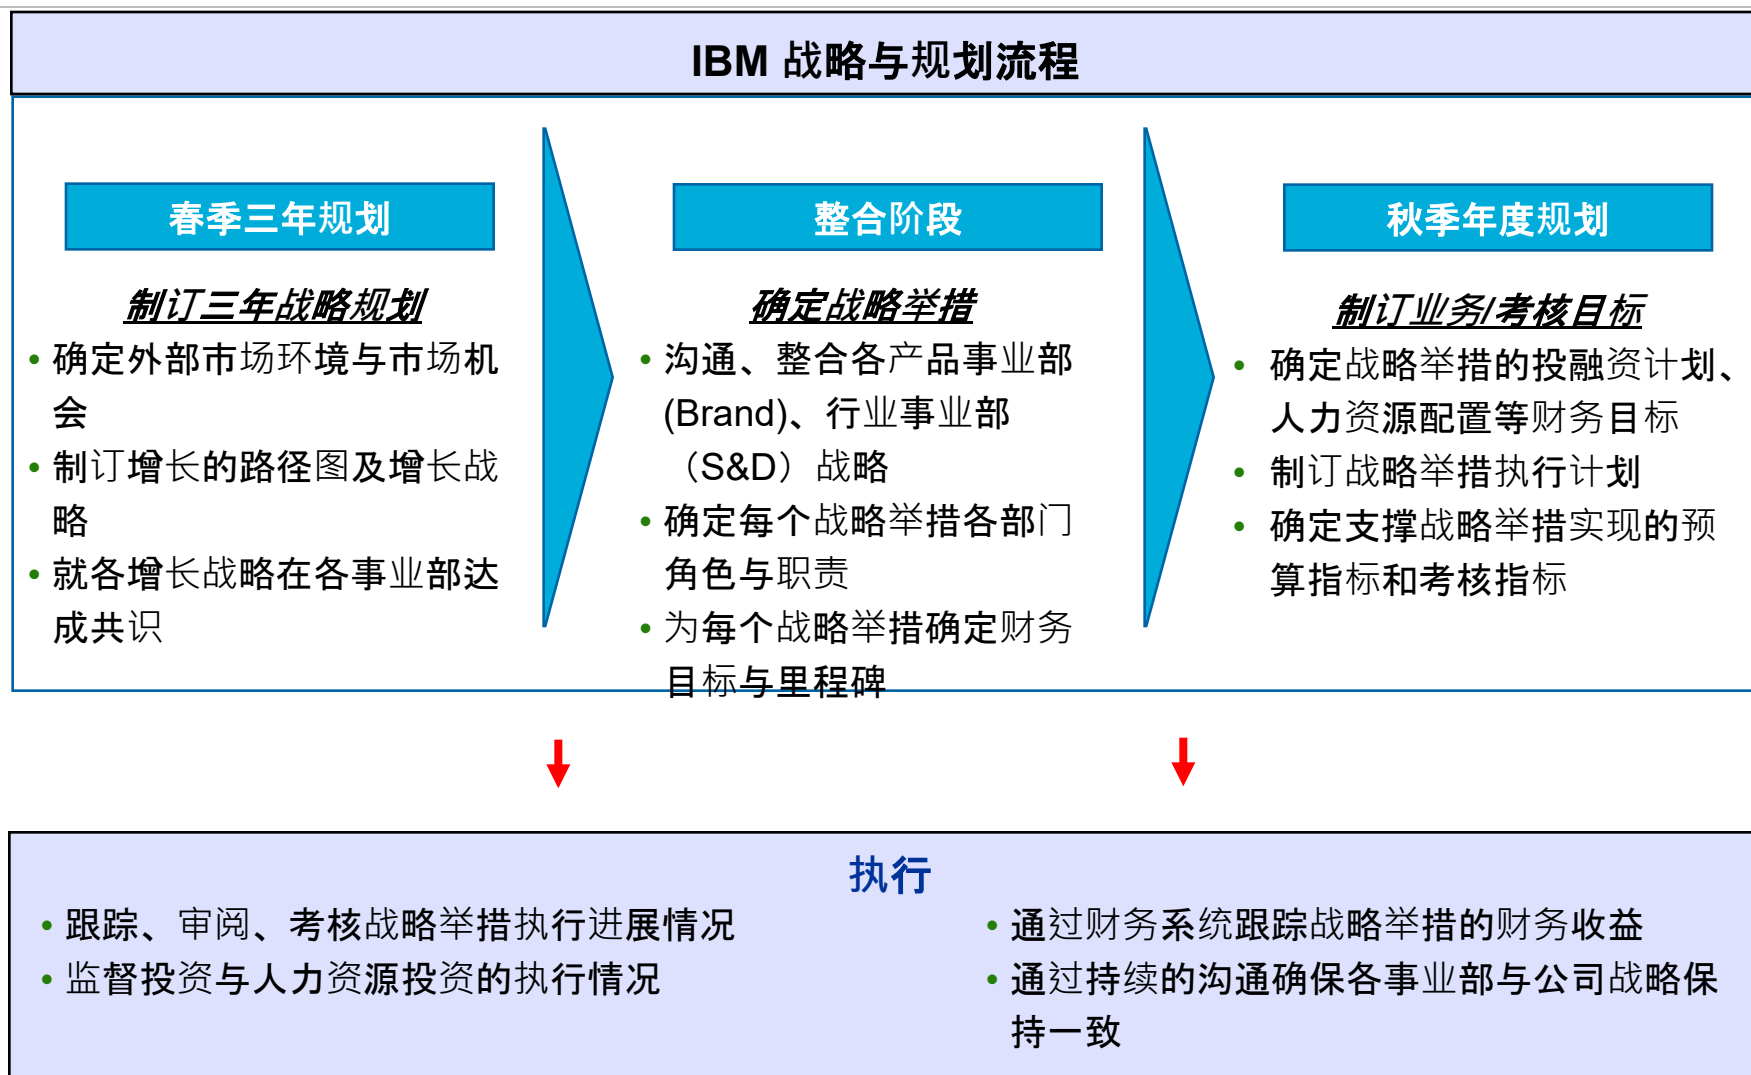 IBM 战略与规划流程
春季三年规划
制订三年战略规划
• 确定外部市场环境与市场机
会
• 制订增长的路径图及增长战
略
• 就各增长战略在各事业部达
成共识
整合阶段
确定战略举措
• 沟通、整合各产品事业部
(Brand)、行业事业部
（S&D）战略
• 确定每个战略举措各部门
角色与职责
• 为每个战略举措确定财务
目标与里程碑
秋季年度规划
制订业务/考核目标
• 确定战略举措的投融资计划、
人力资源配置等财务目标
• 制订战略举措执行计划
• 确定支撑战略举措实现的预
算指标和考核指标
执行
• 跟踪、审阅、考核战略举措执行进展情况
• 监督投资与人力资源投资的执行情况
• 通过财务系统跟踪战略举措的财务收益
• 通过持续的沟通确保各事业部与公司战略保
持一致